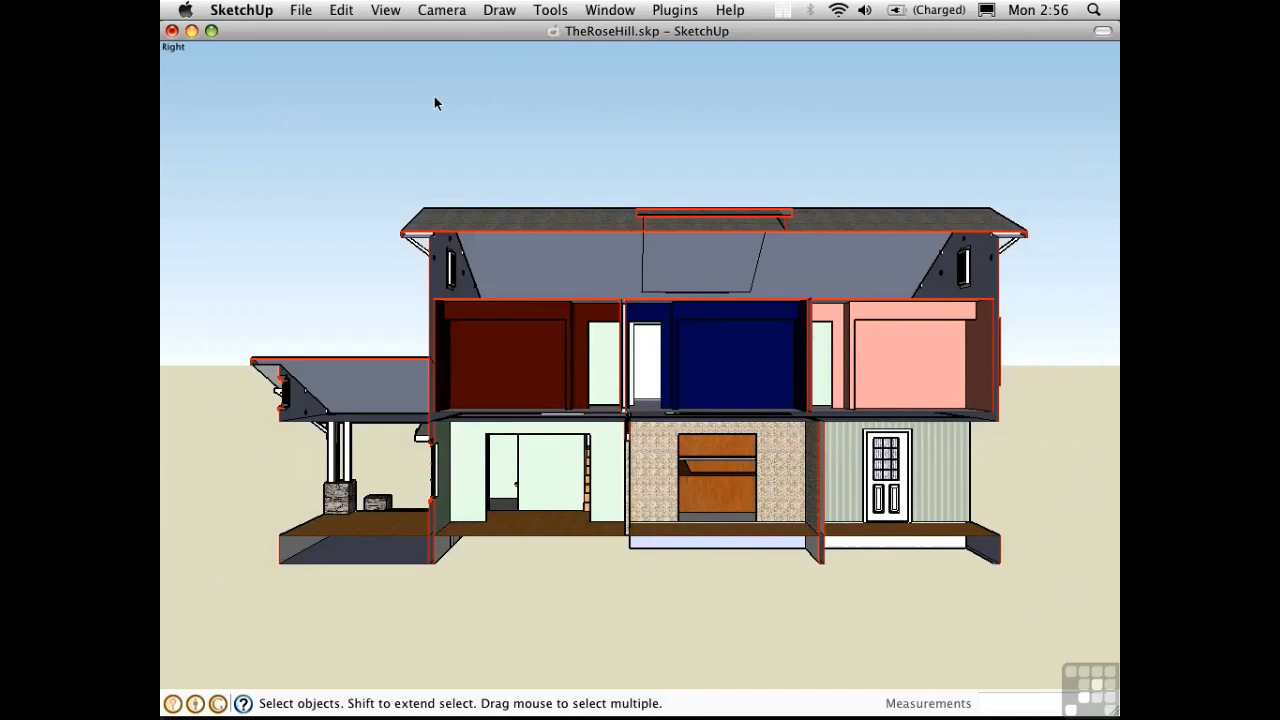 SketchUp File Edit View Camera Draw Tools Window Plugins Help (Charged) Mon 2:56
TheRoseHill.skp – SketchUp
Right
Select objects. Shift to extend select. Drag mouse to select multiple. Measurements